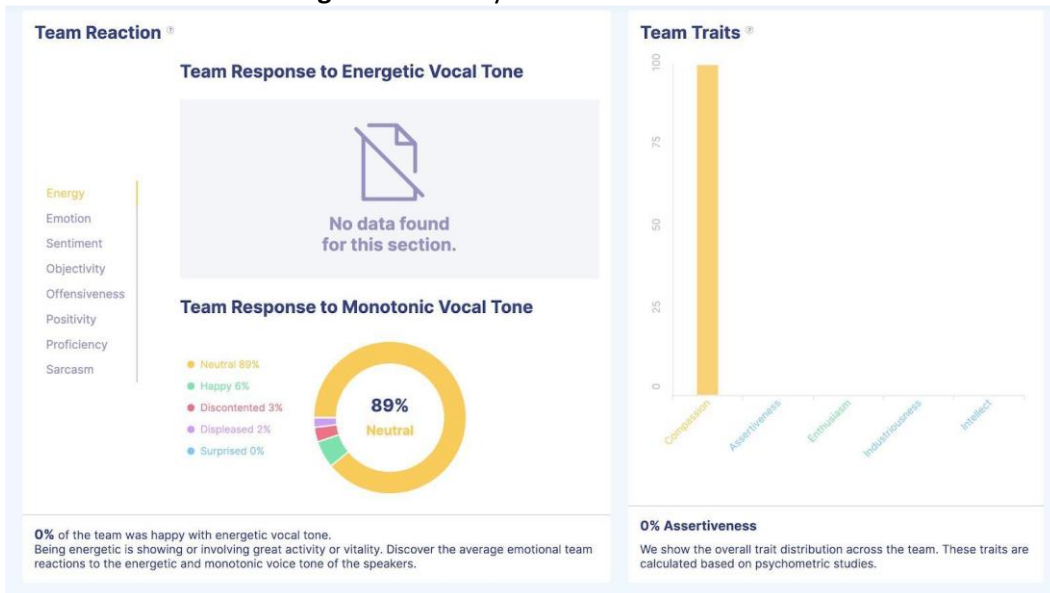 Team Reaction
Team Response to Energetic Vocal Tone
No data found
for this section.
Energy
Emotion
Sentiment
Objectivity
Offensiveness
Positivity
Proficiency
Sarcasm
Team Response to Monotonic Vocal Tone
Neutral 89%
Happy 6%
Discontented 3%
Displeased 2%
Surprised 0%
89%
Neutral
0% of the team was happy with energetic vocal tone.
Being energetic is showing or involving great activity or vitality. Discover the average emotional team
reactions to the energetic and monotonic voice tone of the speakers.
Team Traits
100
75
50
25
0
Compassion
Assertiveness
Enthusiasm
Industriousness
Intellect
0% Assertiveness
We show the overall trait distribution across the team. These traits are
calculated based on psychometric studies.